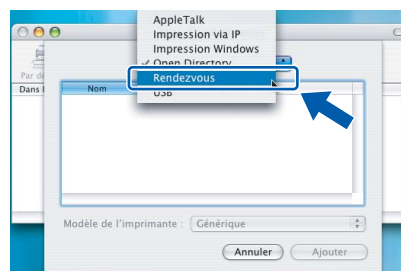 AppleTalk
Impression via IP
Impression Windows
Open Directory
Rendezvous
USB
Par dé
Dans l
Nom
Modèle de l'imprimante : Générique
Annuler Ajouter